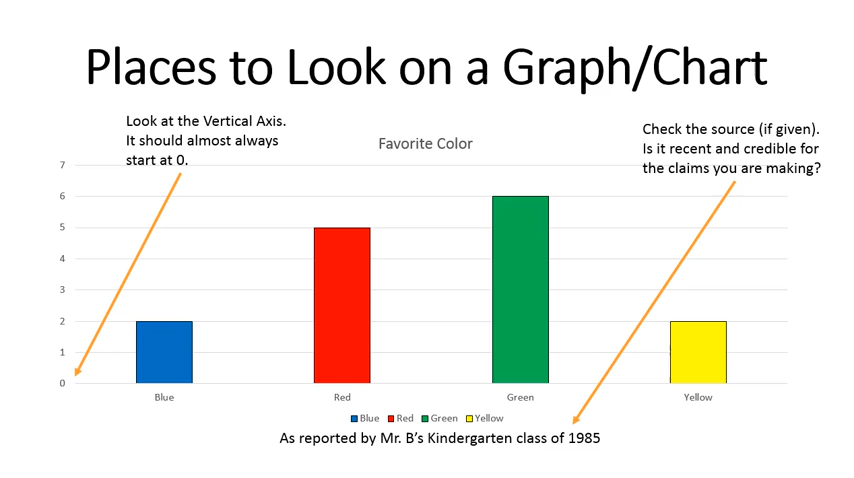 Places to Look on a Graph/Chart
Look at the Vertical Axis.
It should almost always
start at 0.
Check the source (if given).
Is it recent and credible for
the claims you are making?
Favorite Color
7
6
5
4
3
2
1
0
Blue Red Green Yellow
Blue Red Green Yellow
As reported by Mr. B’s Kindergarten class of 1985